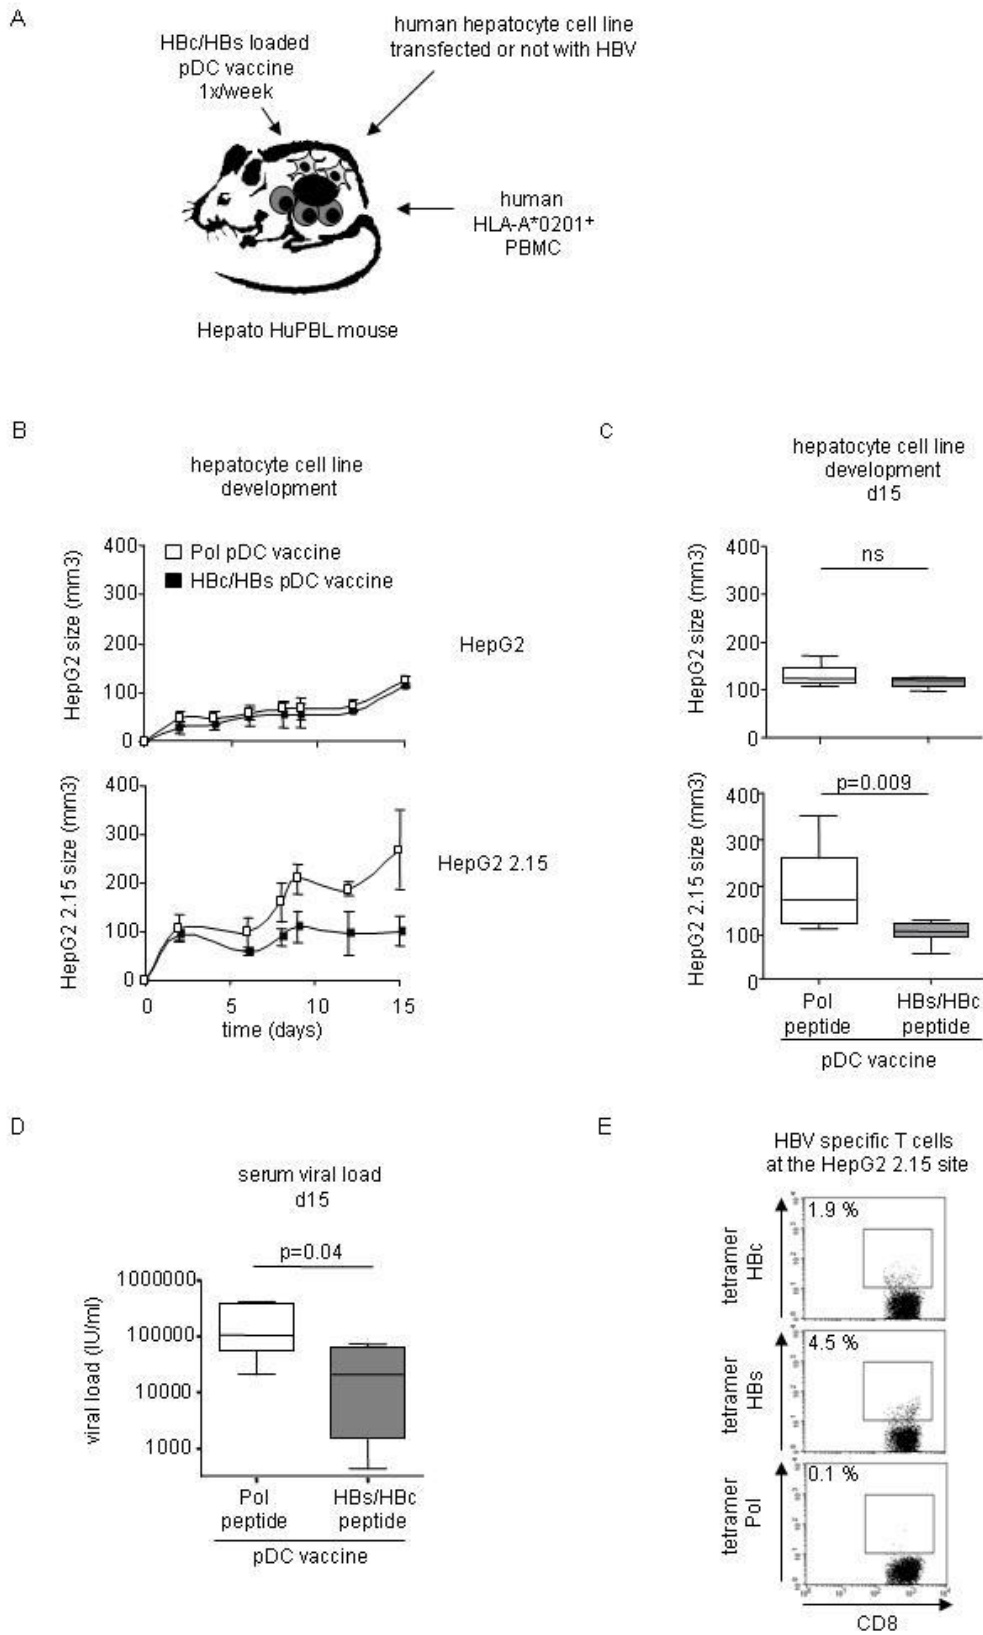 A
HBc/HBs loaded
pDC vaccine
1x/week
human hepatocyte cell line
transfected or not with HBV
human
HLA-A*0201+
PBMC
Hepato HuPBL mouse
B
hepatocyte cell line
development
HepG2 size (mm3)
400
300
200
100
0
Pol pDC vaccine
HBc/HBs pDC vaccine
HepG2
HepG2 2.15 size (mm3)
400
300
200
100
0
HepG2 2.15
0
5
10
15
time (days)
C
hepatocyte cell line
development
d15
HepG2 size (mm3)
400
300
200
100
0
ns
HepG2 2.15 size (mm3)
400
300
200
100
0
p=0.009
Pol
peptide
HBs/HBc
peptide
pDC vaccine
D
serum viral load
d15
p=0.04
viral load (IU/ml)
1000000
100000
10000
1000
Pol
peptide
HBs/HBc
peptide
pDC vaccine
E
HBV specific T cells
at the HepG2 2.15 site
tetramer
HBc
1.9 %
tetramer
HBs
4.5 %
tetramer
Pol
0.1 %
CD8